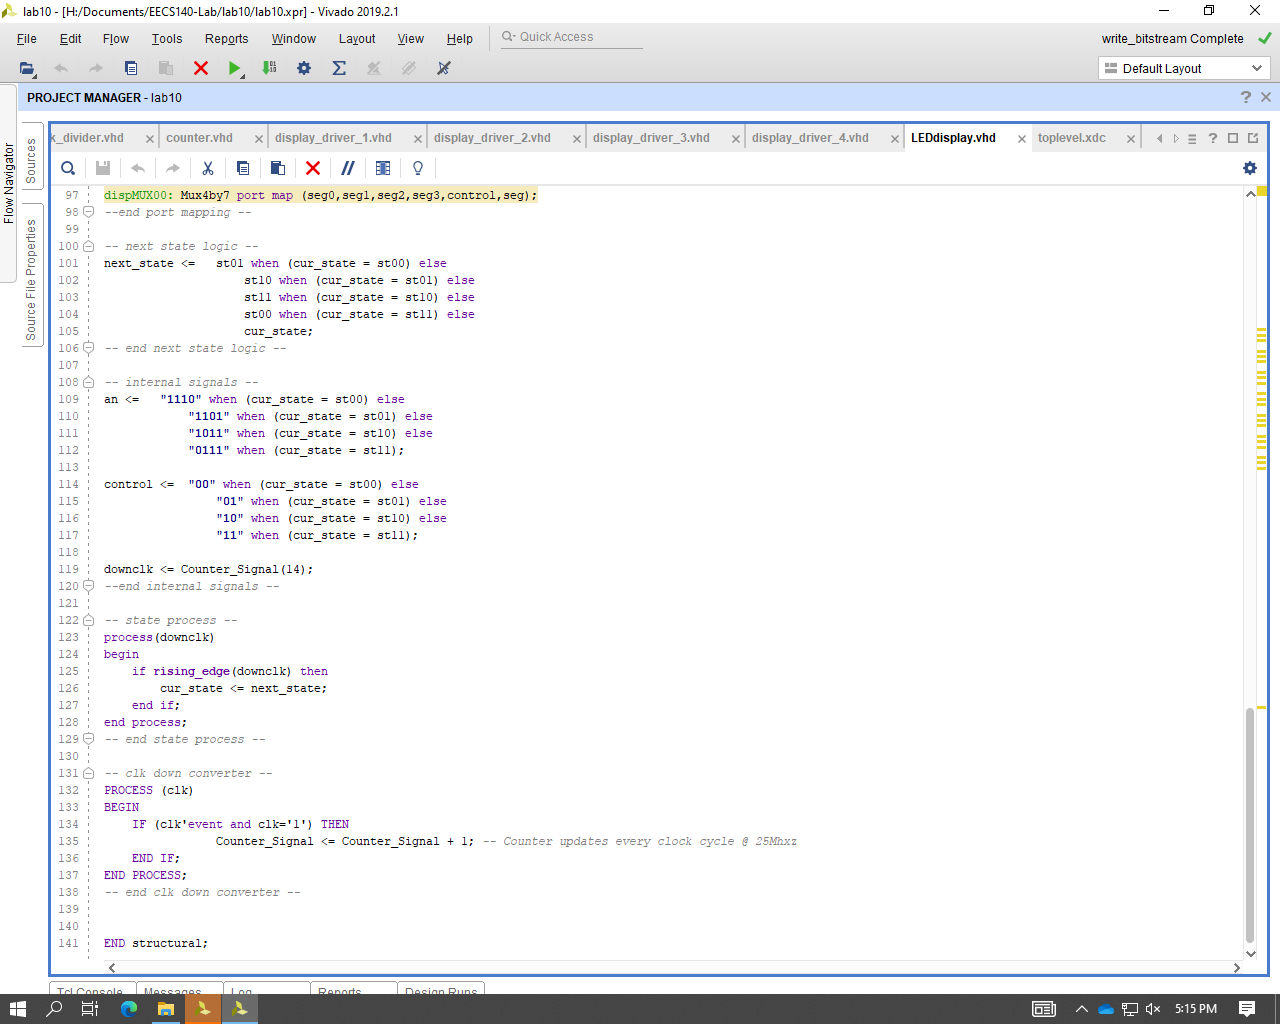 lab10 - [H:/Documents/EECS140-Lab/lab10/lab10.xpr] - Vivado 2019.2.1
File Edit Flow Tools Reports Window Layout View Help Quick Access write_bitstream Complete
Default Layout
PROJECT MANAGER - lab10
Flow Navigator
Sources
Source File Properties
k_divider.vhd counter.vhd display_driver_1.vhd display_driver_2.vhd display_driver_3.vhd display_driver_4.vhd LEDdisplay.vhd toplevel.xdc
97 dispMUX00: Mux4by7 port map (seg0,seg1,seg2,seg3,control,seg);
98 --end port mapping --
99
100 -- next state logic --
101 next_state <= st01 when (cur_state = st00) else
102 st10 when (cur_state = st01) else
103 st11 when (cur_state = st10) else
104 st00 when (cur_state = st11) else
105 cur_state;
106 -- end next state logic --
107
108 -- internal signals --
109 an <= "1110" when (cur_state = st00) else
110 "1101" when (cur_state = st01) else
111 "1011" when (cur_state = st10) else
112 "0111" when (cur_state = st11);
113
114 control <= "00" when (cur_state = st00) else
115 "01" when (cur_state = st01) else
116 "10" when (cur_state = st10) else
117 "11" when (cur_state = st11);
118
119 downclk <= Counter_Signal(14);
120 --end internal signals --
121
122 -- state process --
123 process(downclk)
124 begin
125 if rising_edge(downclk) then
126 cur_state <= next_state;
127 end if;
128 end process;
129 -- end state process --
130
131 -- clk down converter --
132 PROCESS (clk)
133 BEGIN
134 IF (clk'event and clk='1') THEN
135 Counter_Signal <= Counter_Signal + 1; -- Counter updates every clock cycle @ 25Mhxz
136 END IF;
137 END PROCESS;
138 -- end clk down converter --
139
140
141 END structural;
Tcl Console Messages Log Reports Design Runs
5:15 PM